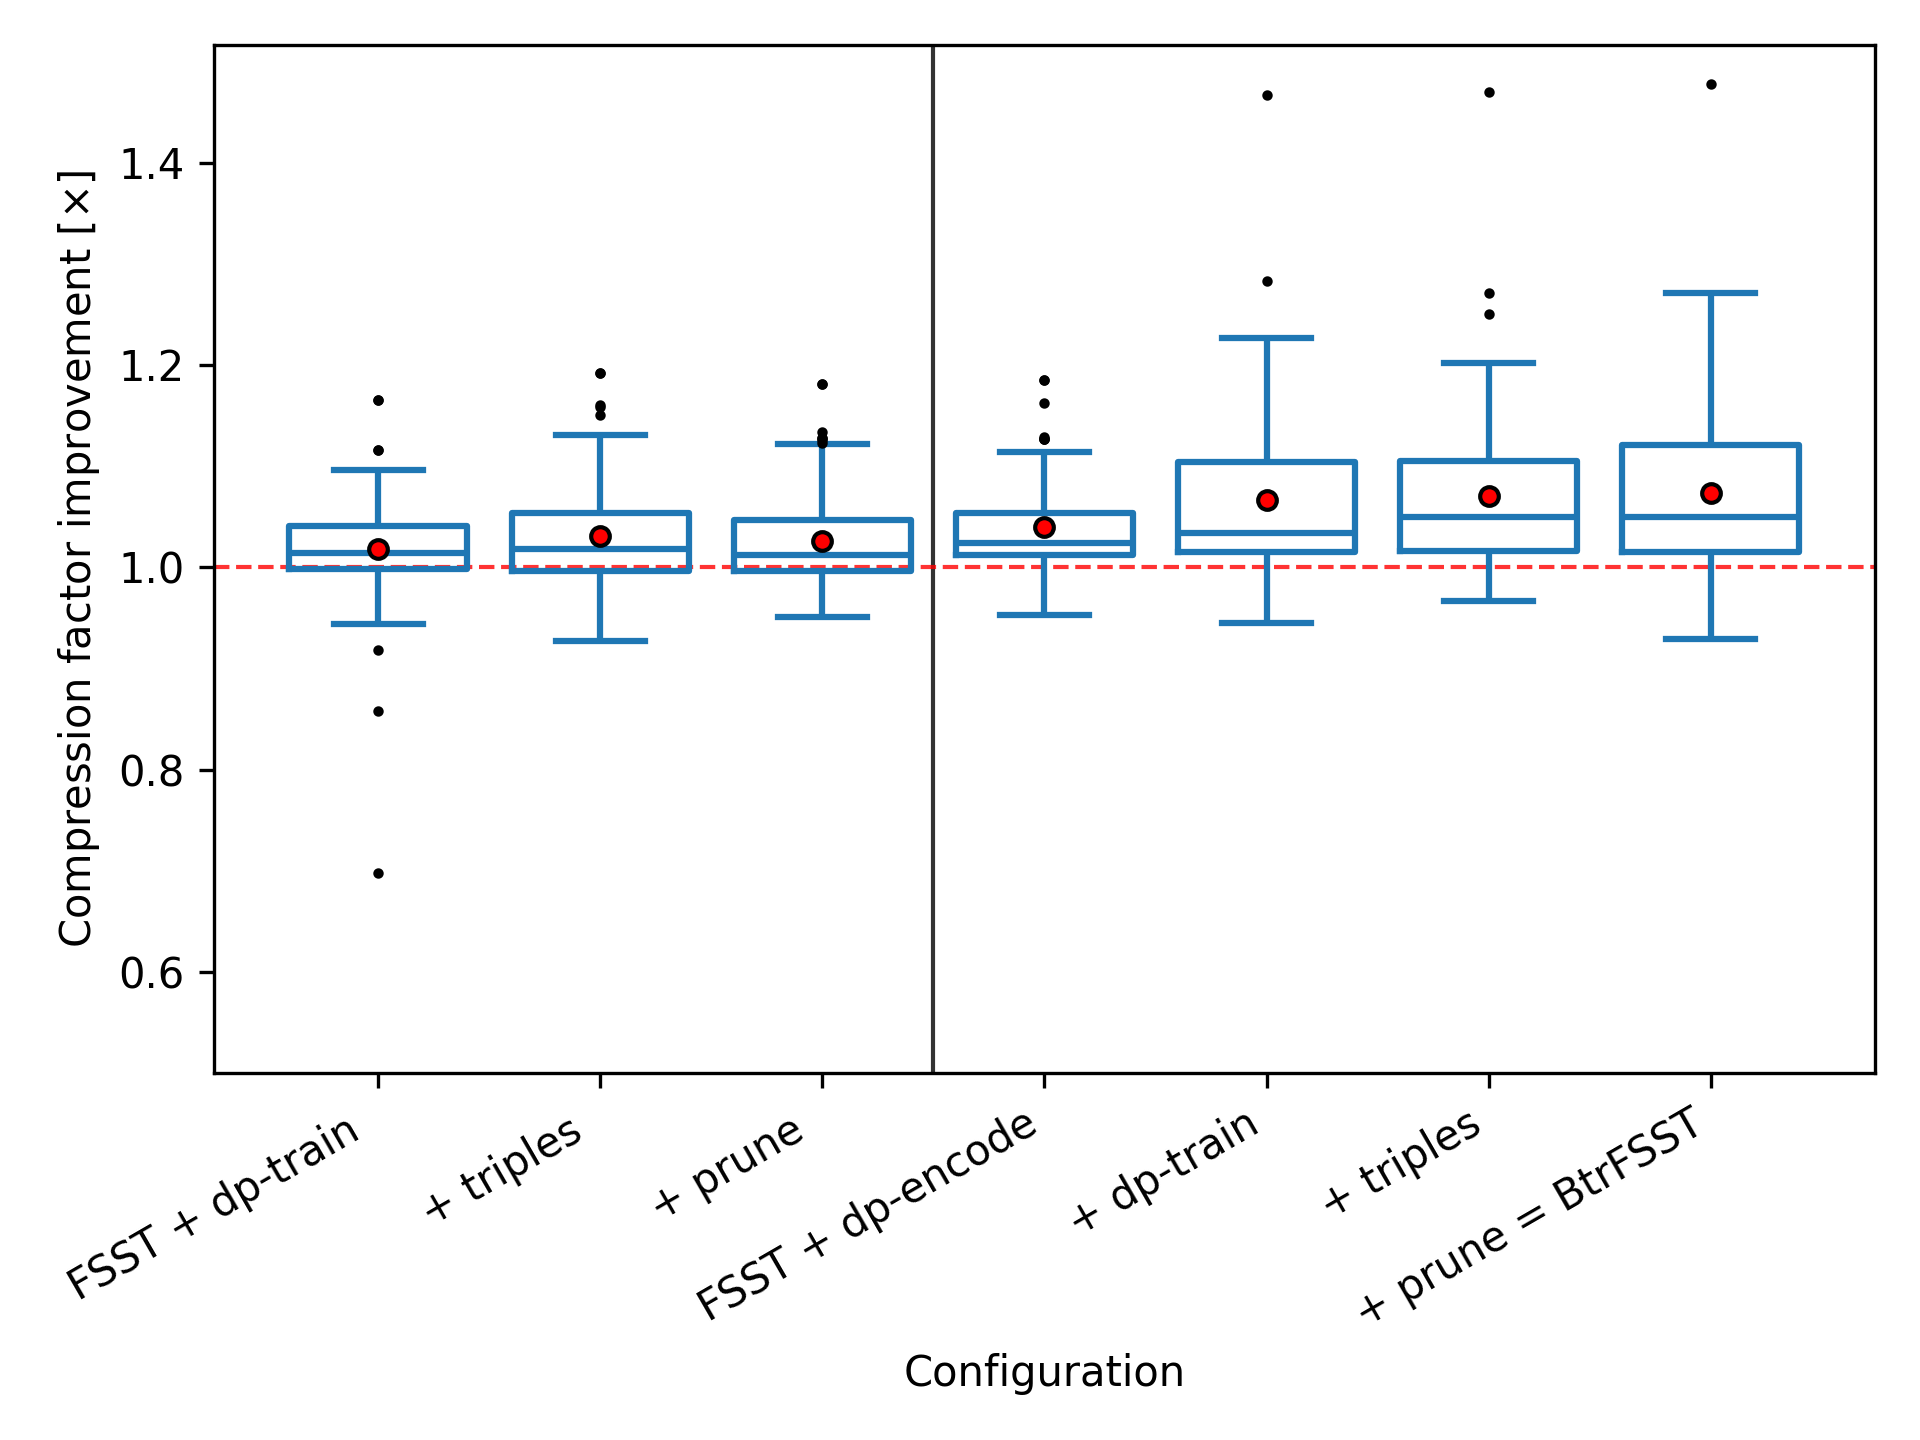 Compression factor improvement [×]
1.4
1.2
1.0
0.8
0.6
FSST + dp-train
+ triples
+ prune
FSST + dp-encode
+ dp-train
+ triples
+ prune = BtrFSST
Configuration